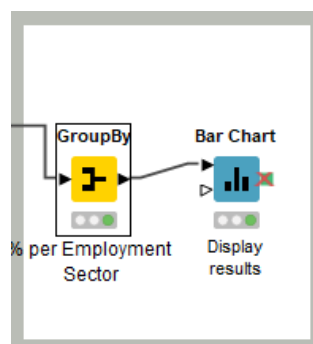 GroupBy
Bar Chart
% per Employment
Sector
Display
results